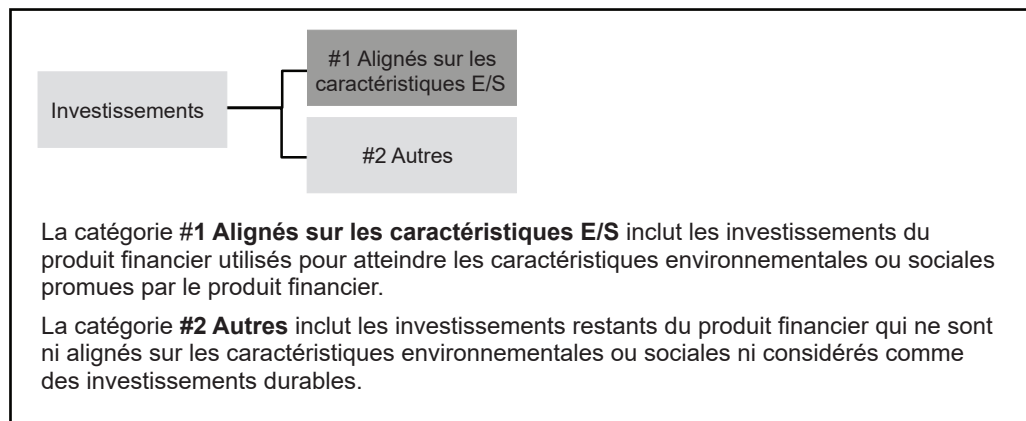 #1 Alignés sur les
caractéristiques E/S
Investissements
#2 Autres
La catégorie #1 Alignés sur les caractéristiques E/S inclut les investissements du
produit financier utilisés pour atteindre les caractéristiques environnementales ou sociales
promues par le produit financier.
La catégorie #2 Autres inclut les investissements restants du produit financier qui ne sont
ni alignés sur les caractéristiques environnementales ou sociales ni considérés comme
des investissements durables.